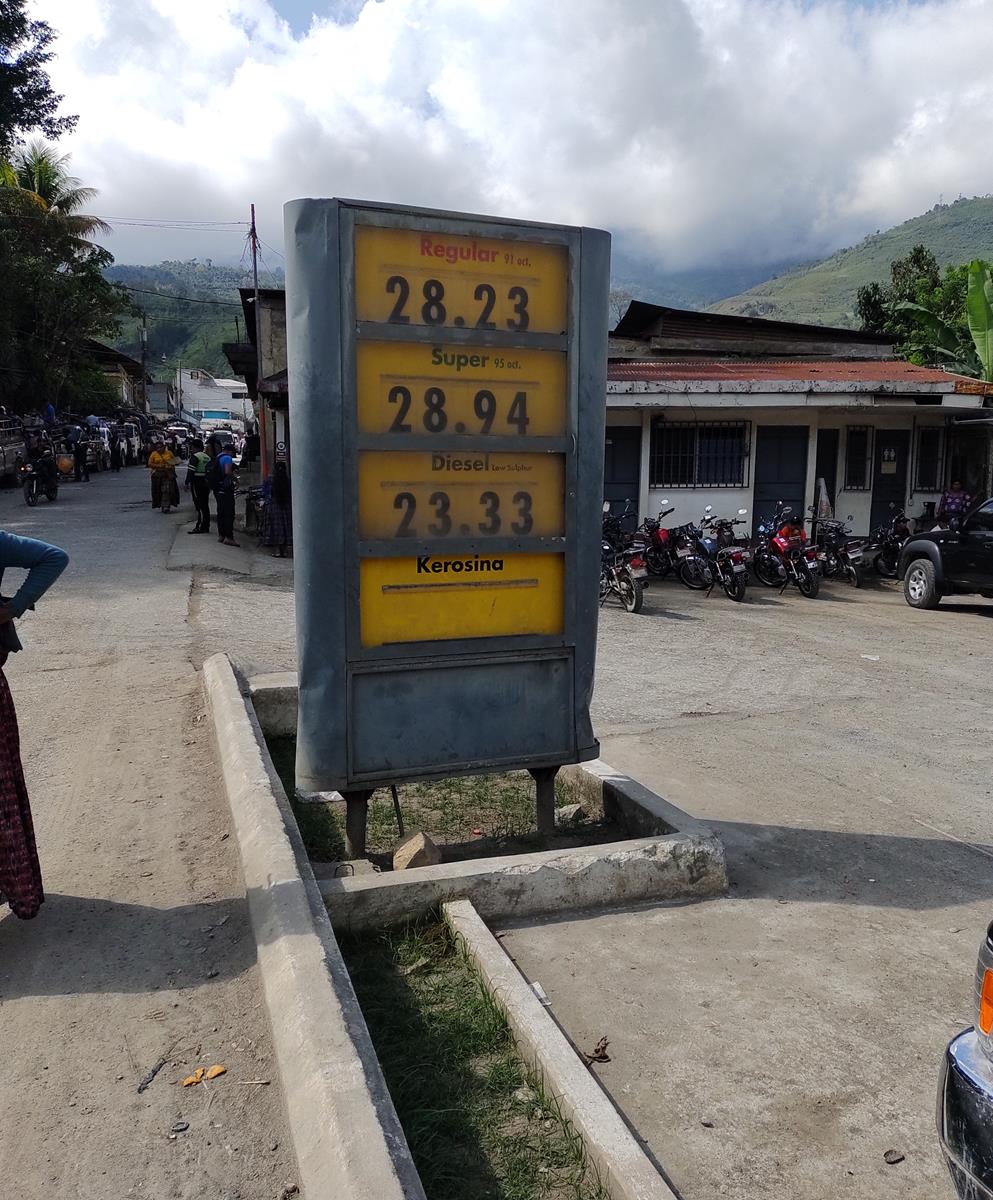 Regular 91 oct.
28.23
Super 95 oct.
28.94
Diesel Low Sulphur
23.33
Kerosina